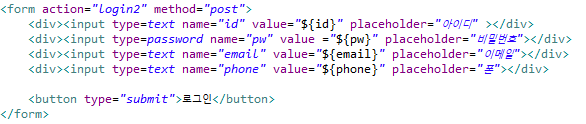 <form action="login2" method="post">
    <div><input type=text name="id" value="${id}" placeholder="아이디" ></div>
    <div><input type=password name="pw" value ="${pw}" placeholder="비밀번호"></div>
    <div><input type=text name="email" value="${email}" placeholder="이메일"></div>
    <div><input type=text name="phone" value="${phone}" placeholder="폰"></div>

    <button type="submit">로그인</button>
</form>